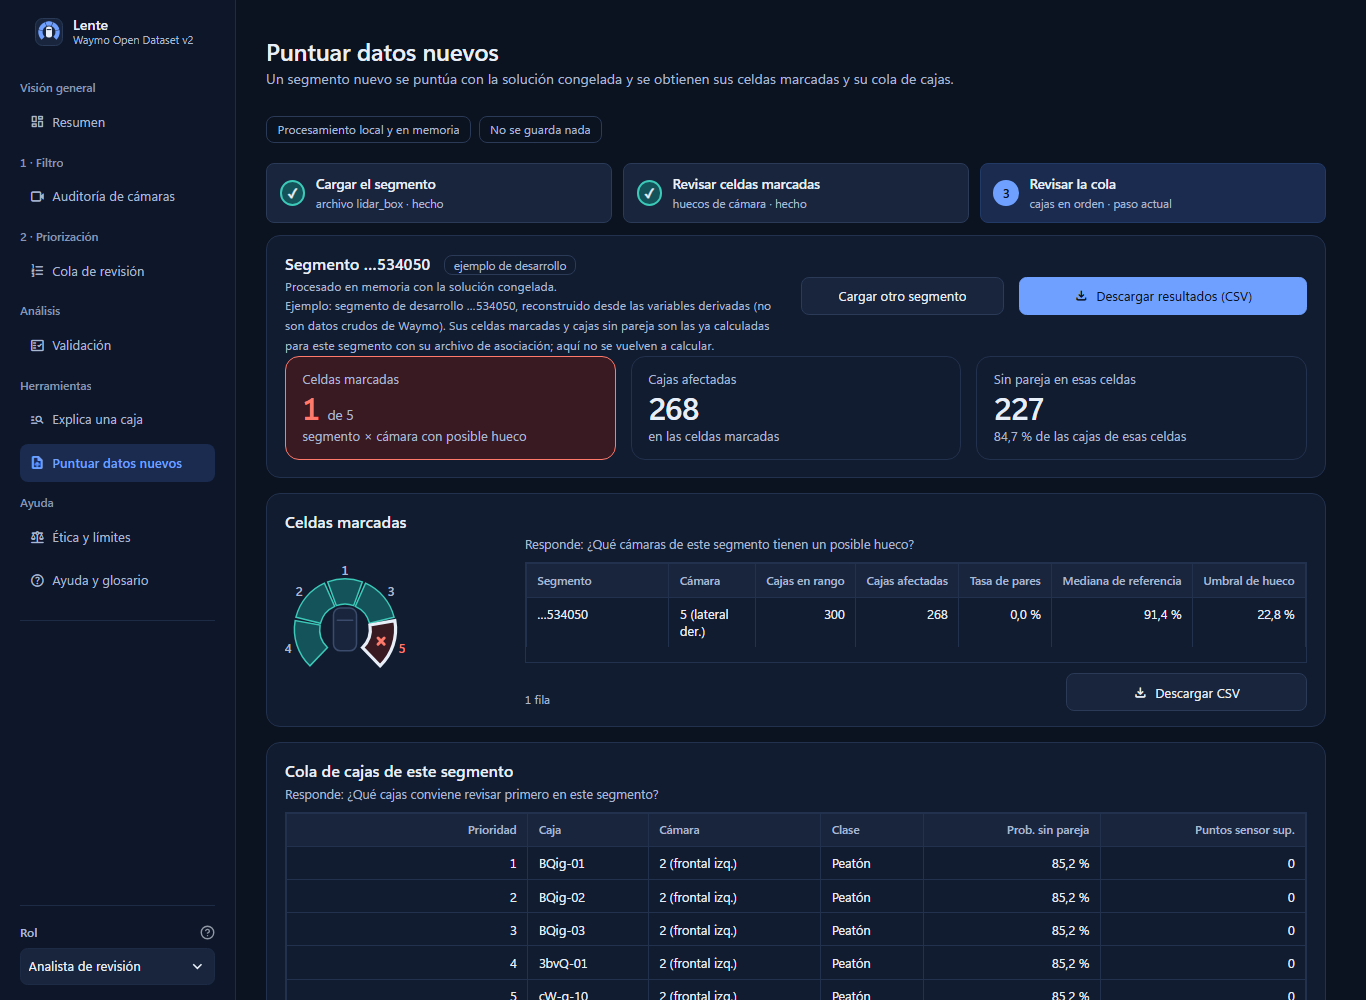 Lente
Waymo Open Dataset v2
Visión general
Resumen
1 · Filtro
Auditoría de cámaras
2 · Priorización
Cola de revisión
Análisis
Validación
Herramientas
Explica una caja
Puntuar datos nuevos
Ayuda
Ética y límites
Ayuda y glosario
Rol
Analista de revisión
Puntuar datos nuevos
Un segmento nuevo se puntúa con la solución congelada y se obtienen sus celdas marcadas y su cola de cajas.
Procesamiento local y en memoria
No se guarda nada
Cargar el segmento
archivo lidar_box · hecho
Revisar celdas marcadas
huecos de cámara · hecho
3
Revisar la cola
cajas en orden · paso actual
Segmento ...534050 ejemplo de desarrollo
Procesado en memoria con la solución congelada.
Ejemplo: segmento de desarrollo ...534050, reconstruido desde las variables derivadas (no
son datos crudos de Waymo). Sus celdas marcadas y cajas sin pareja son las ya calculadas
para este segmento con su archivo de asociación; aquí no se vuelven a calcular.
Cargar otro segmento
Descargar resultados (CSV)
Celdas marcadas
1 de 5
segmento × cámara con posible hueco
Cajas afectadas
268
en las celdas marcadas
Sin pareja en esas celdas
227
84,7 % de las cajas de esas celdas
Celdas marcadas
1
2
3
4
5
Responde: ¿Qué cámaras de este segmento tienen un posible hueco?
Segmento Cámara Cajas en rango Cajas afectadas Tasa de pares Mediana de referencia Umbral de hueco
...534050 5 (lateral der.) 300 268 0,0 % 91,4 % 22,8 %
1 fila
Descargar CSV
Cola de cajas de este segmento
Responde: ¿Qué cajas conviene revisar primero en este segmento?
Prioridad Caja Cámara Clase Prob. sin pareja Puntos sensor sup.
1 BQig-01 2 (frontal izq.) Peatón 85,2 % 0
2 BQig-02 2 (frontal izq.) Peatón 85,2 % 0
3 BQig-03 2 (frontal izq.) Peatón 85,2 % 0
4 3bvQ-01 2 (frontal izq.) Peatón 85,2 % 0
5 cW-g-10 2 (frontal izq.) Peatón 85,2 % 0